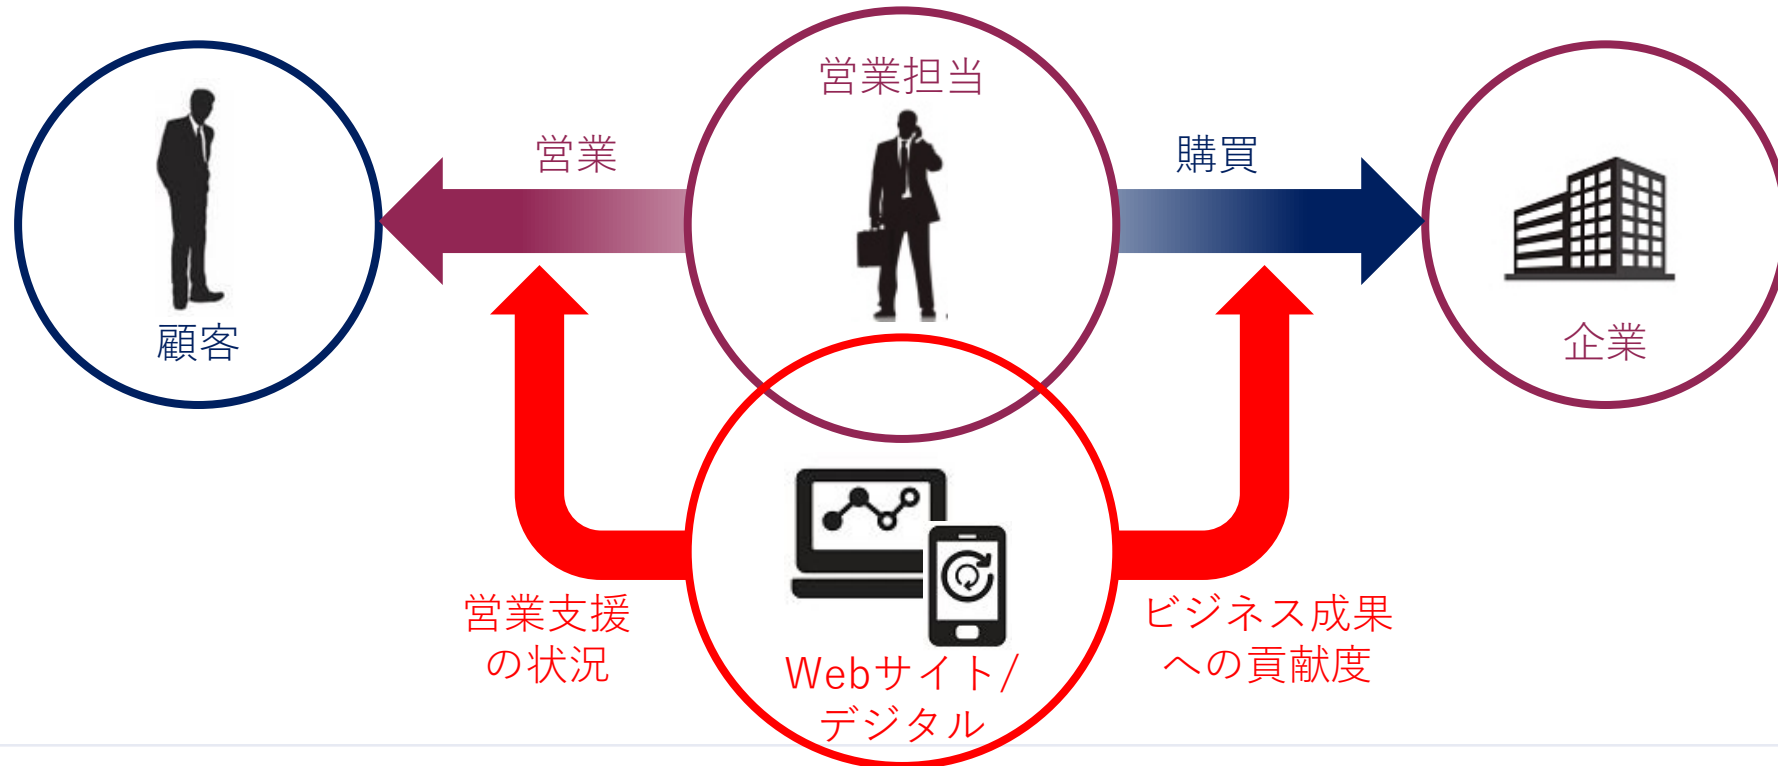 営業担当
営業
購買
顧客
企業
営業支援
の状況
Webサイト/
デジタル
ビジネス成果
への貢献度